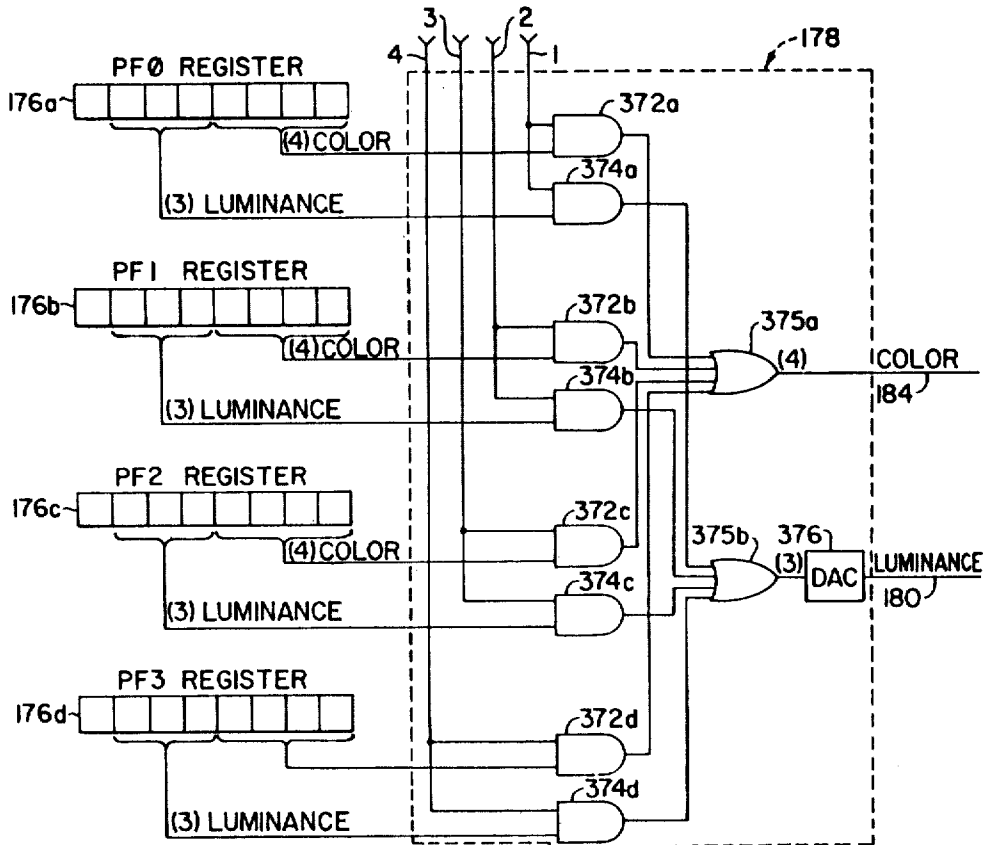 3
2
4
1
178
PFØ REGISTER
176a
372a
(4) COLOR
374a
(3) LUMINANCE
PF1 REGISTER
176b
372b
375a
(4) COLOR
(4)
COLOR
184
374b
(3) LUMINANCE
PF2 REGISTER
176c
372c
375b
376
(4) COLOR
(3)
DAC
LUMINANCE
180
374c
(3) LUMINANCE
PF3 REGISTER
176d
372d
374d
(3) LUMINANCE